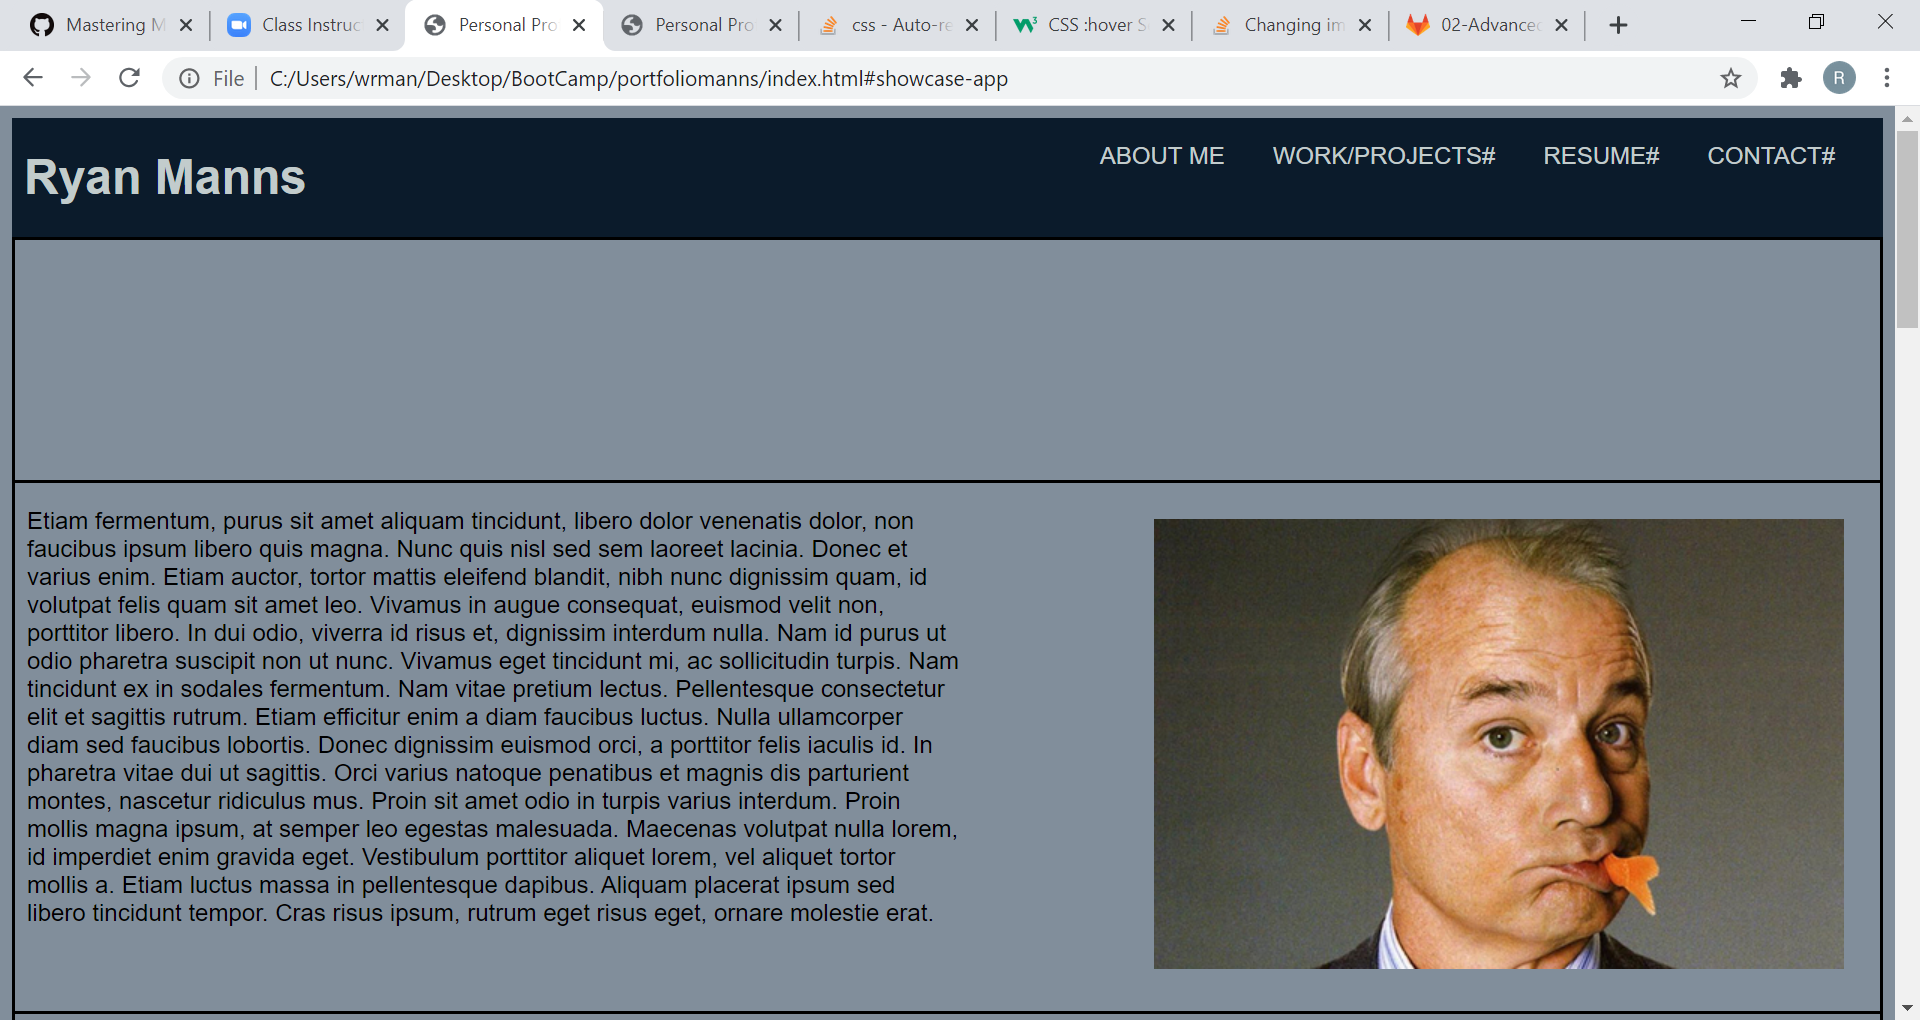 Mastering M
Class Instruc
Personal Pro
Personal Pro
css - Auto-re
CSS :hover S
Changing im
02-Advanced
File
C:/Users/wrman/Desktop/BootCamp/portfoliomanns/index.html#showcase-app
R
Ryan Manns
ABOUT ME WORK/PROJECTS# RESUME# CONTACT#
Etiam fermentum, purus sit amet aliquam tincidunt, libero dolor venenatis dolor, non
faucibus ipsum libero quis magna. Nunc quis nisl sed sem laoreet lacinia. Donec et
varius enim. Etiam auctor, tortor mattis eleifend blandit, nibh nunc dignissim quam, id
volutpat felis quam sit amet leo. Vivamus in augue consequat, euismod velit non,
porttitor libero. In dui odio, viverra id risus et, dignissim interdum nulla. Nam id purus ut
odio pharetra suscipit non ut nunc. Vivamus eget tincidunt mi, ac sollicitudin turpis. Nam
tincidunt ex in sodales fermentum. Nam vitae pretium lectus. Pellentesque consectetur
elit et sagittis rutrum. Etiam efficitur enim a diam faucibus luctus. Nulla ullamcorper
diam sed faucibus lobortis. Donec dignissim euismod orci, a porttitor felis iaculis id. In
pharetra vitae dui ut sagittis. Orci varius natoque penatibus et magnis dis parturient
montes, nascetur ridiculus mus. Proin sit amet odio in turpis varius interdum. Proin
mollis magna ipsum, at semper leo egestas malesuada. Maecenas volutpat nulla lorem,
id imperdiet enim gravida eget. Vestibulum porttitor aliquet lorem, vel aliquet tortor
mollis a. Etiam luctus massa in pellentesque dapibus. Aliquam placerat ipsum sed
libero tincidunt tempor. Cras risus ipsum, rutrum eget risus eget, ornare molestie erat.